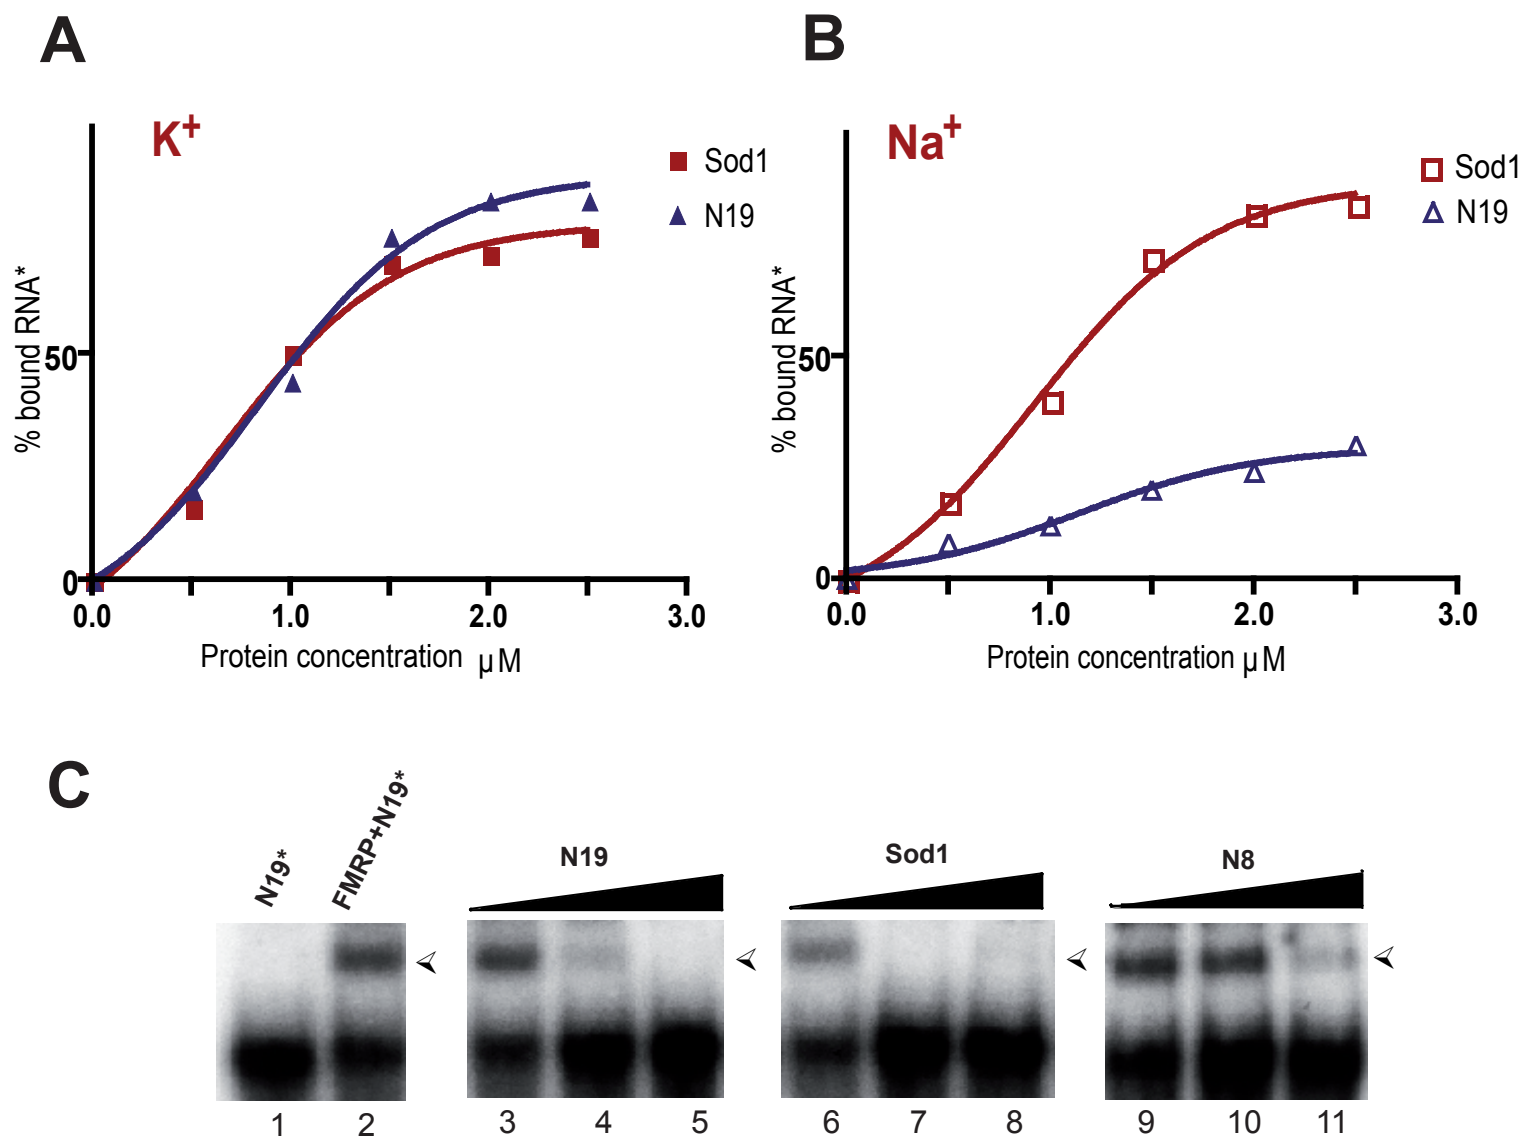 A
K+
Sod1
N19
% bound RNA*
50
0
0.0 1.0 2.0 3.0
Protein concentration µM
B
Na+
Sod1
N19
% bound RNA*
50
0
0.0 1.0 2.0 3.0
Protein concentration µM
C
N19*
FMRP+N19*
N19
Sod1
N8
1 2 3 4 5 6 7 8 9 10 11